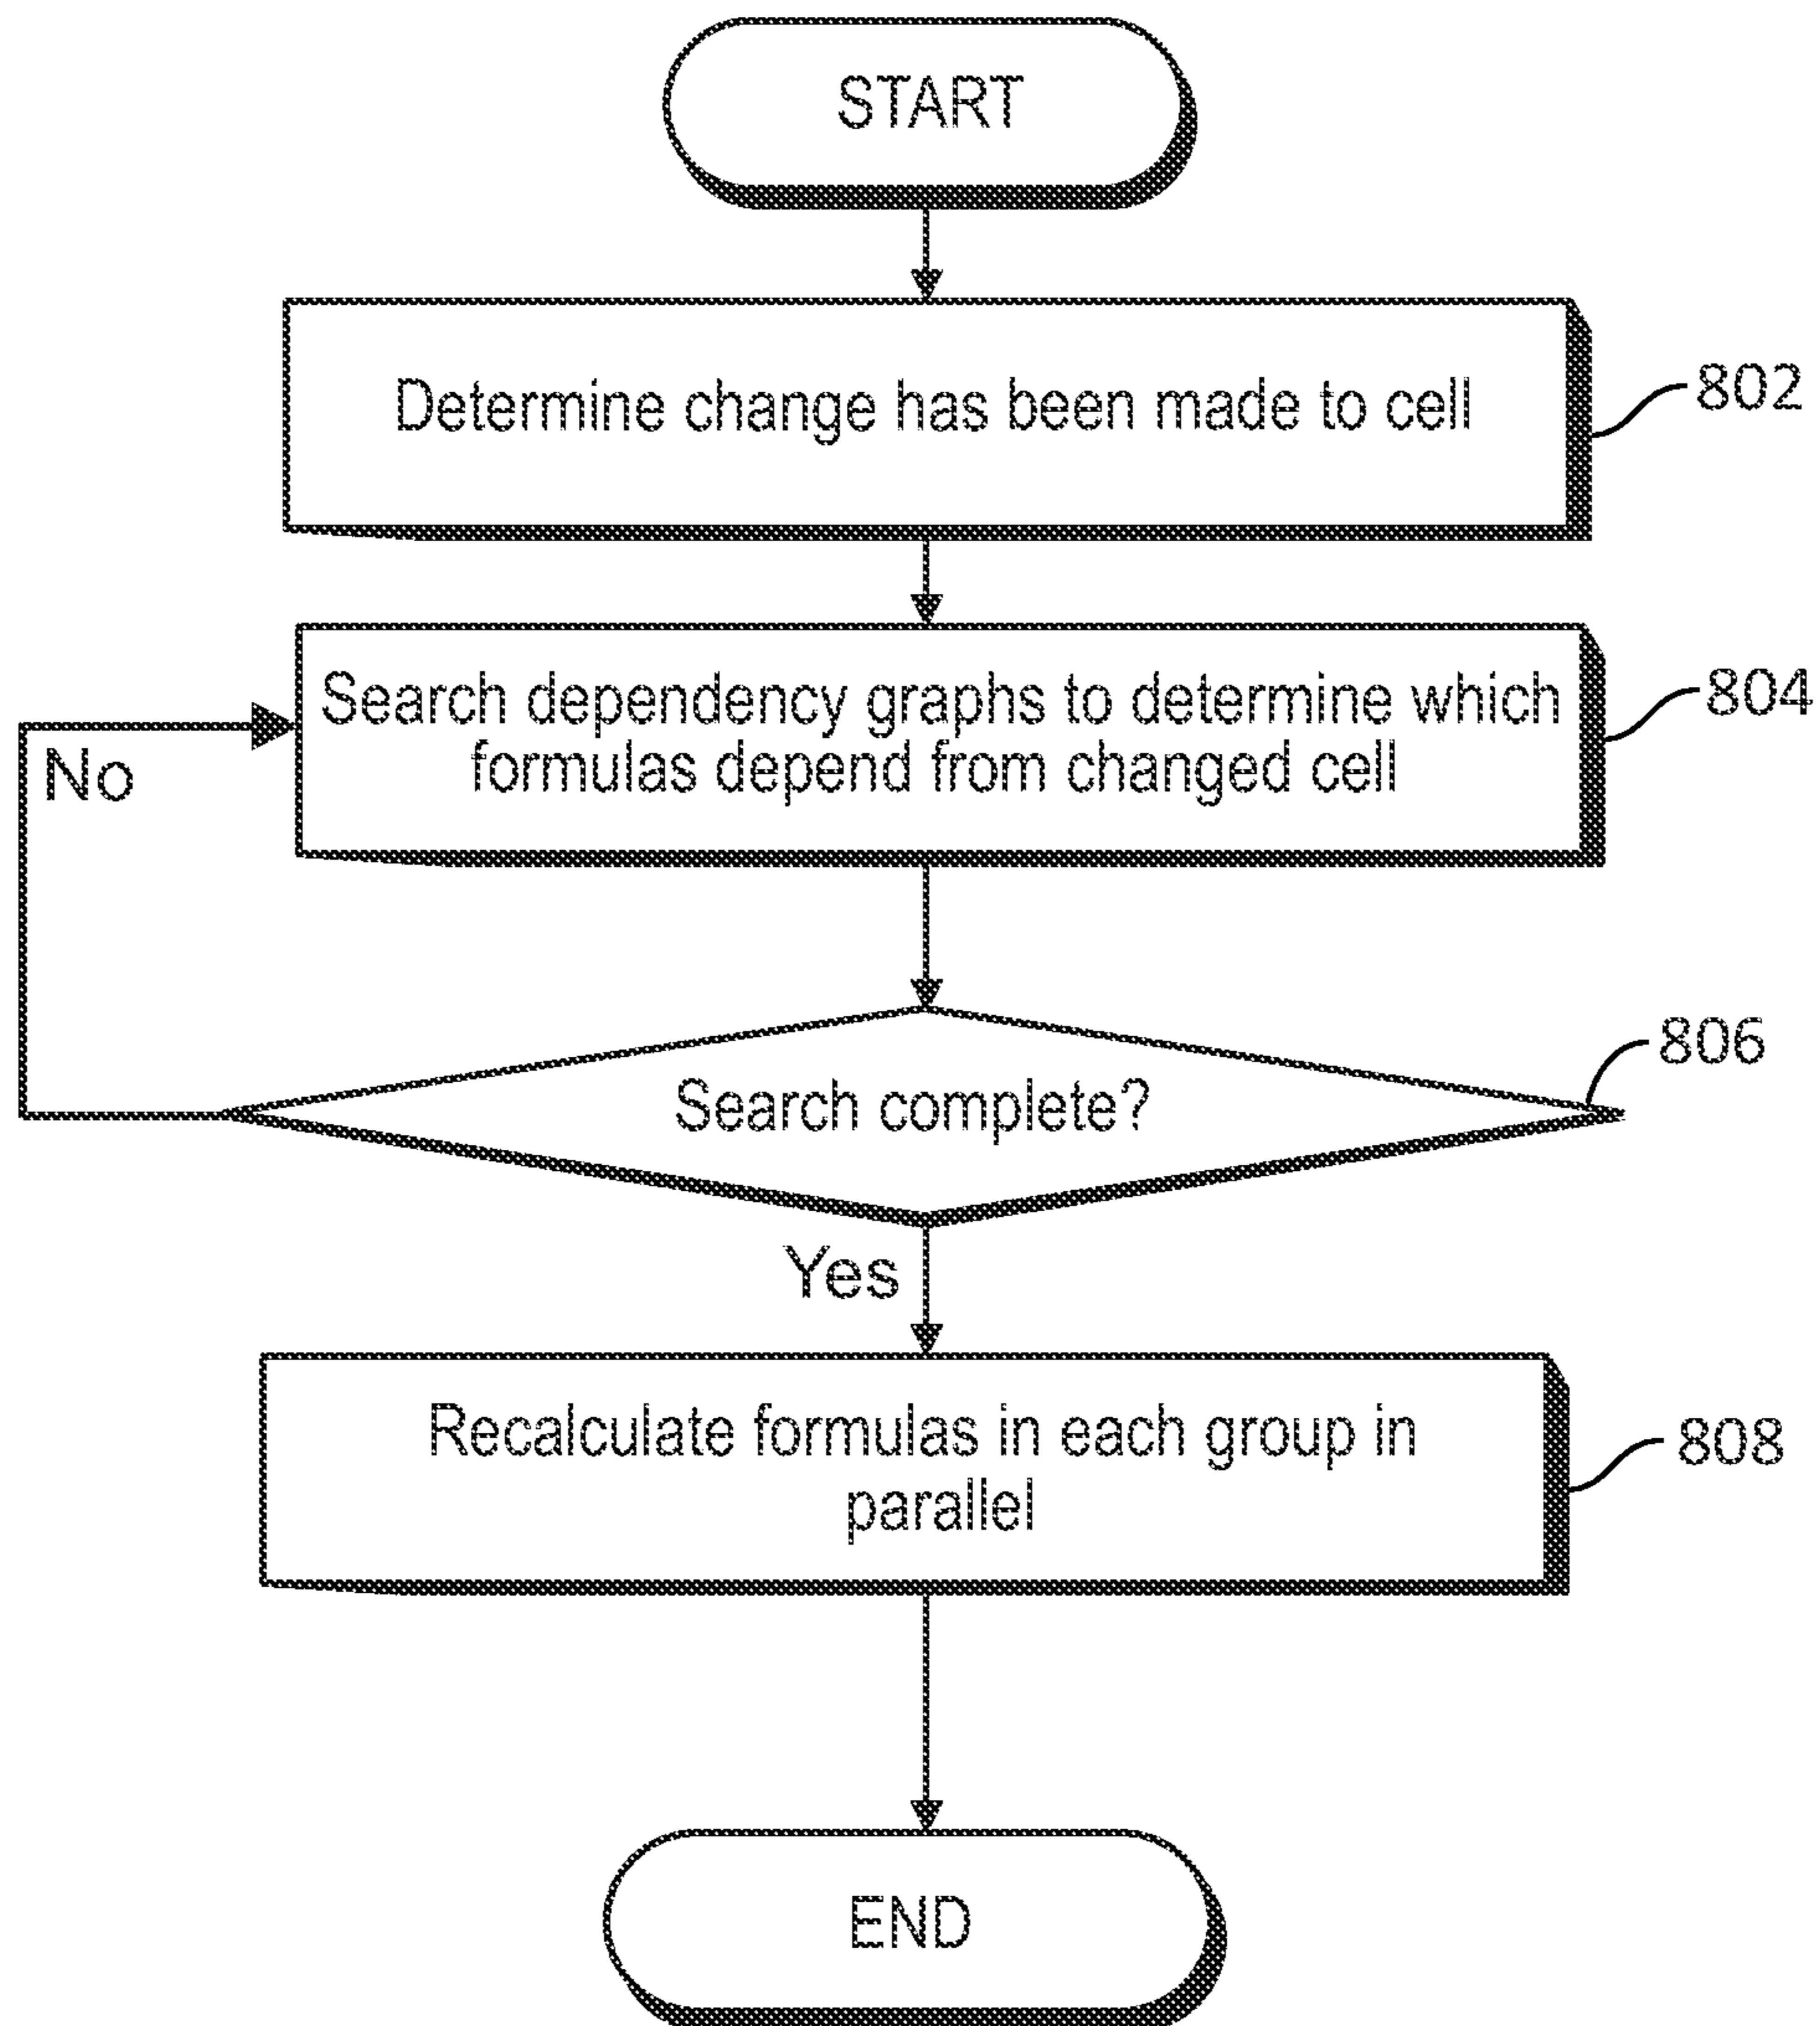 START
Determine change has been made to cell
802
Search dependency graphs to determine which
formulas depend from changed cell
804
No
Search complete?
806
Yes
Recalculate formulas in each group in
parallel
808
END